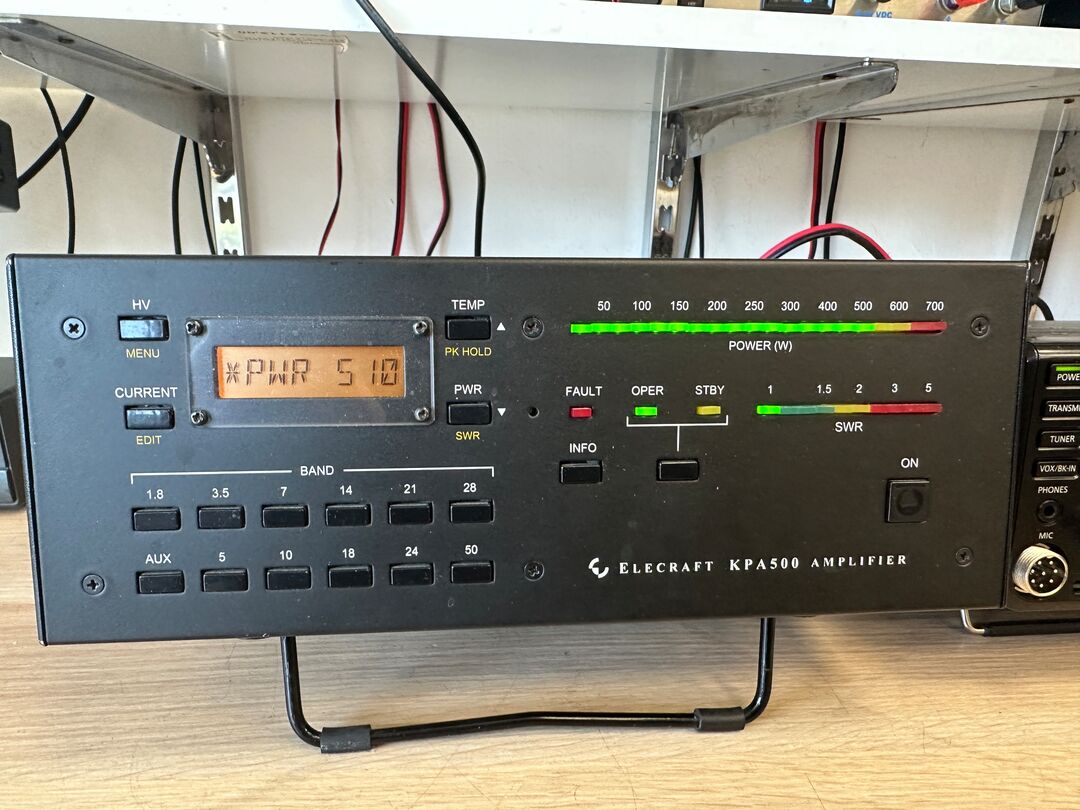 VDC
HV
MENU
CURRENT
EDIT
*PWR 510
TEMP
PK HOLD
PWR
SWR
BAND
1.8 3.5 7 14 21 28
AUX 5 10 18 24 50
50 100 150 200 250 300 400 500 600 700
POWER (W)
FAULT OPER STBY
INFO
1 1.5 2 3 5
SWR
ON
ELECRAFT KPA500 AMPLIFIER
POWE
TRANSMI
TUNER
VOX/BK-IN
PHONES
MIC